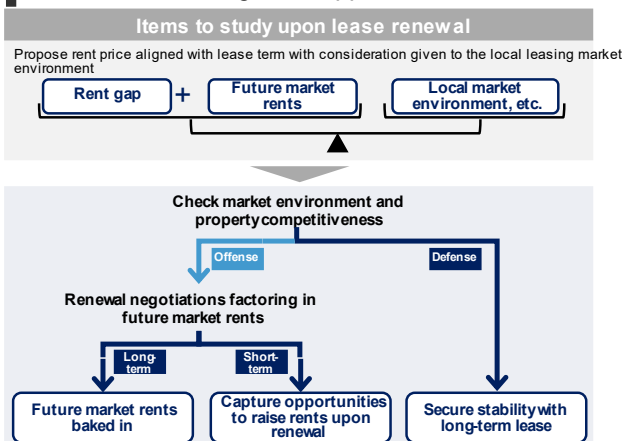 Items to study upon lease renewal
Propose rent price aligned with lease term with consideration given to the local leasing market
environment
Rent gap + Future market
rents
Local market
environment, etc.
Check market environment and
property competitiveness
Offense
Defense
Renewal negotiations factoring in
future market rents
Long-
term
Short-
term
Future market rents
baked in
Capture opportunities
to raise rents upon
renewal
Secure stability with
long-term lease